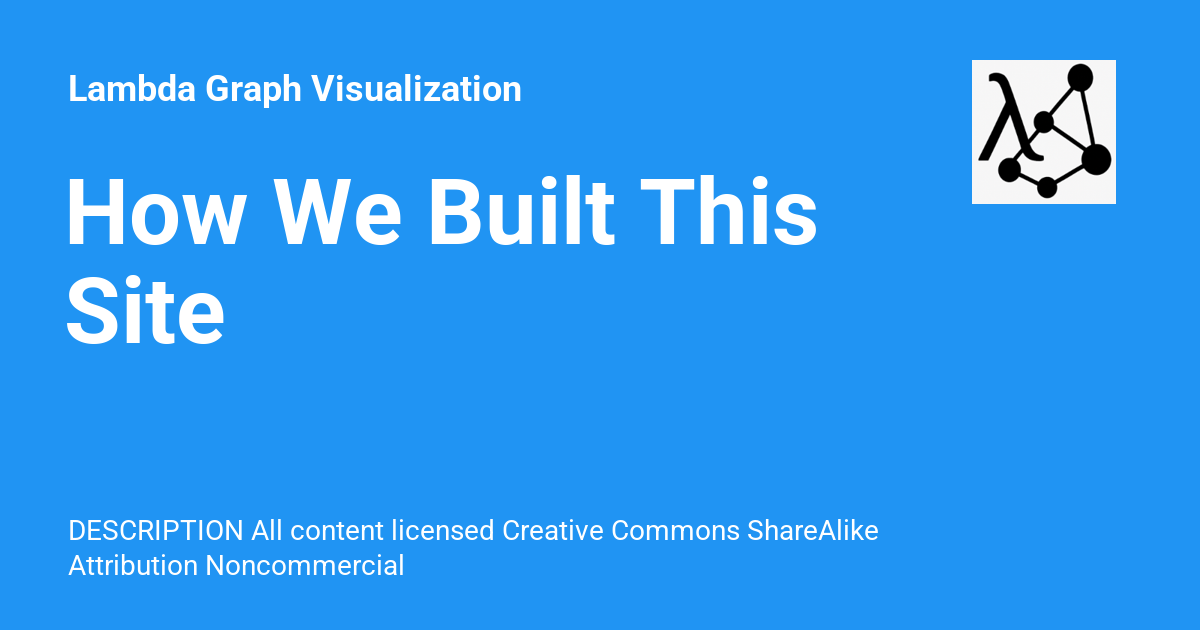 Lambda Graph Visualization
How We Built This
Site
DESCRIPTION All content licensed Creative Commons ShareAlike
Attribution Noncommercial
λ